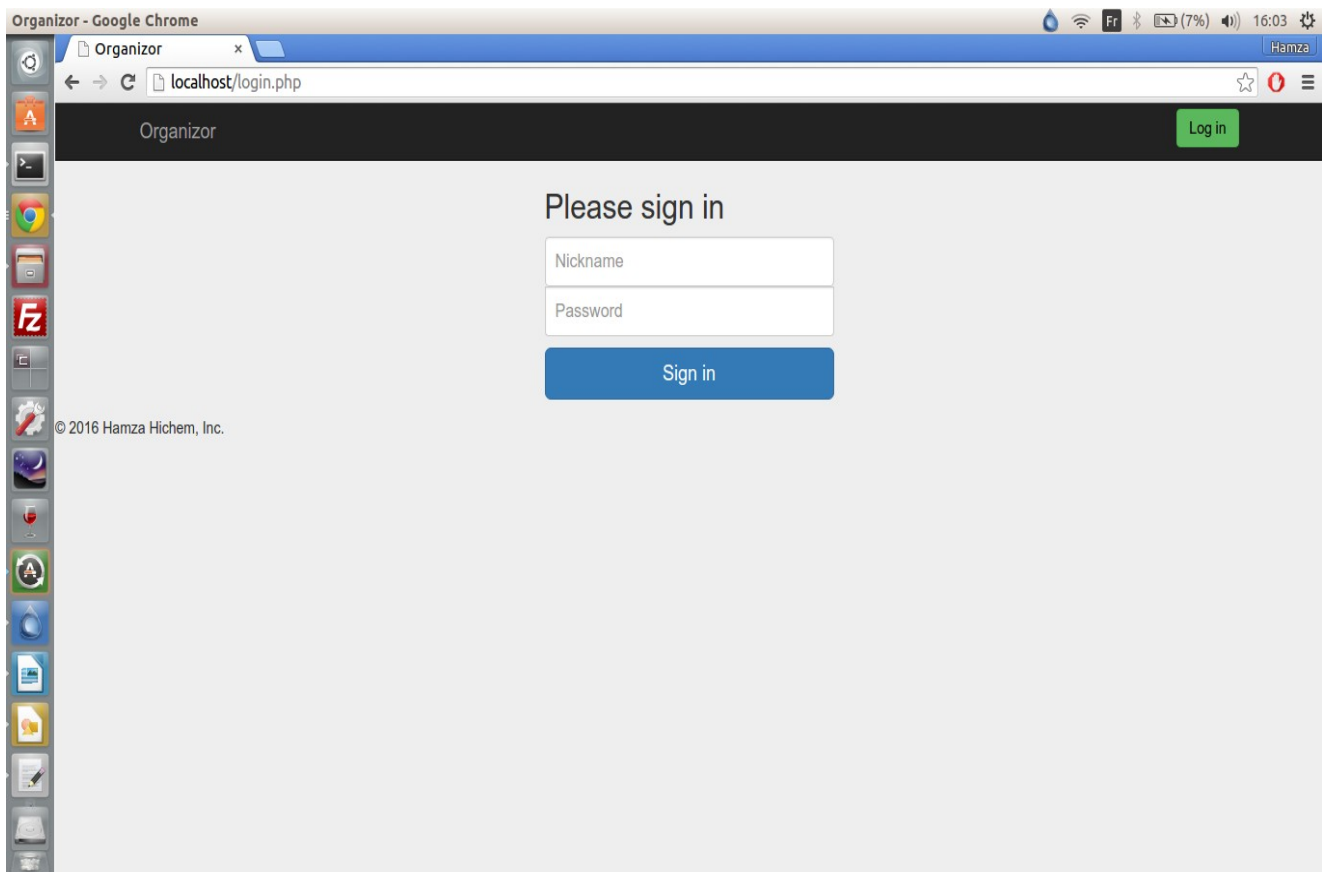 Organizor - Google Chrome
Fr (7%) 16:03
Organizor x
Hamza
localhost/login.php
Organizor
Log in
Please sign in
Nickname
Password
Sign in
© 2016 Hamza Hichem, Inc.